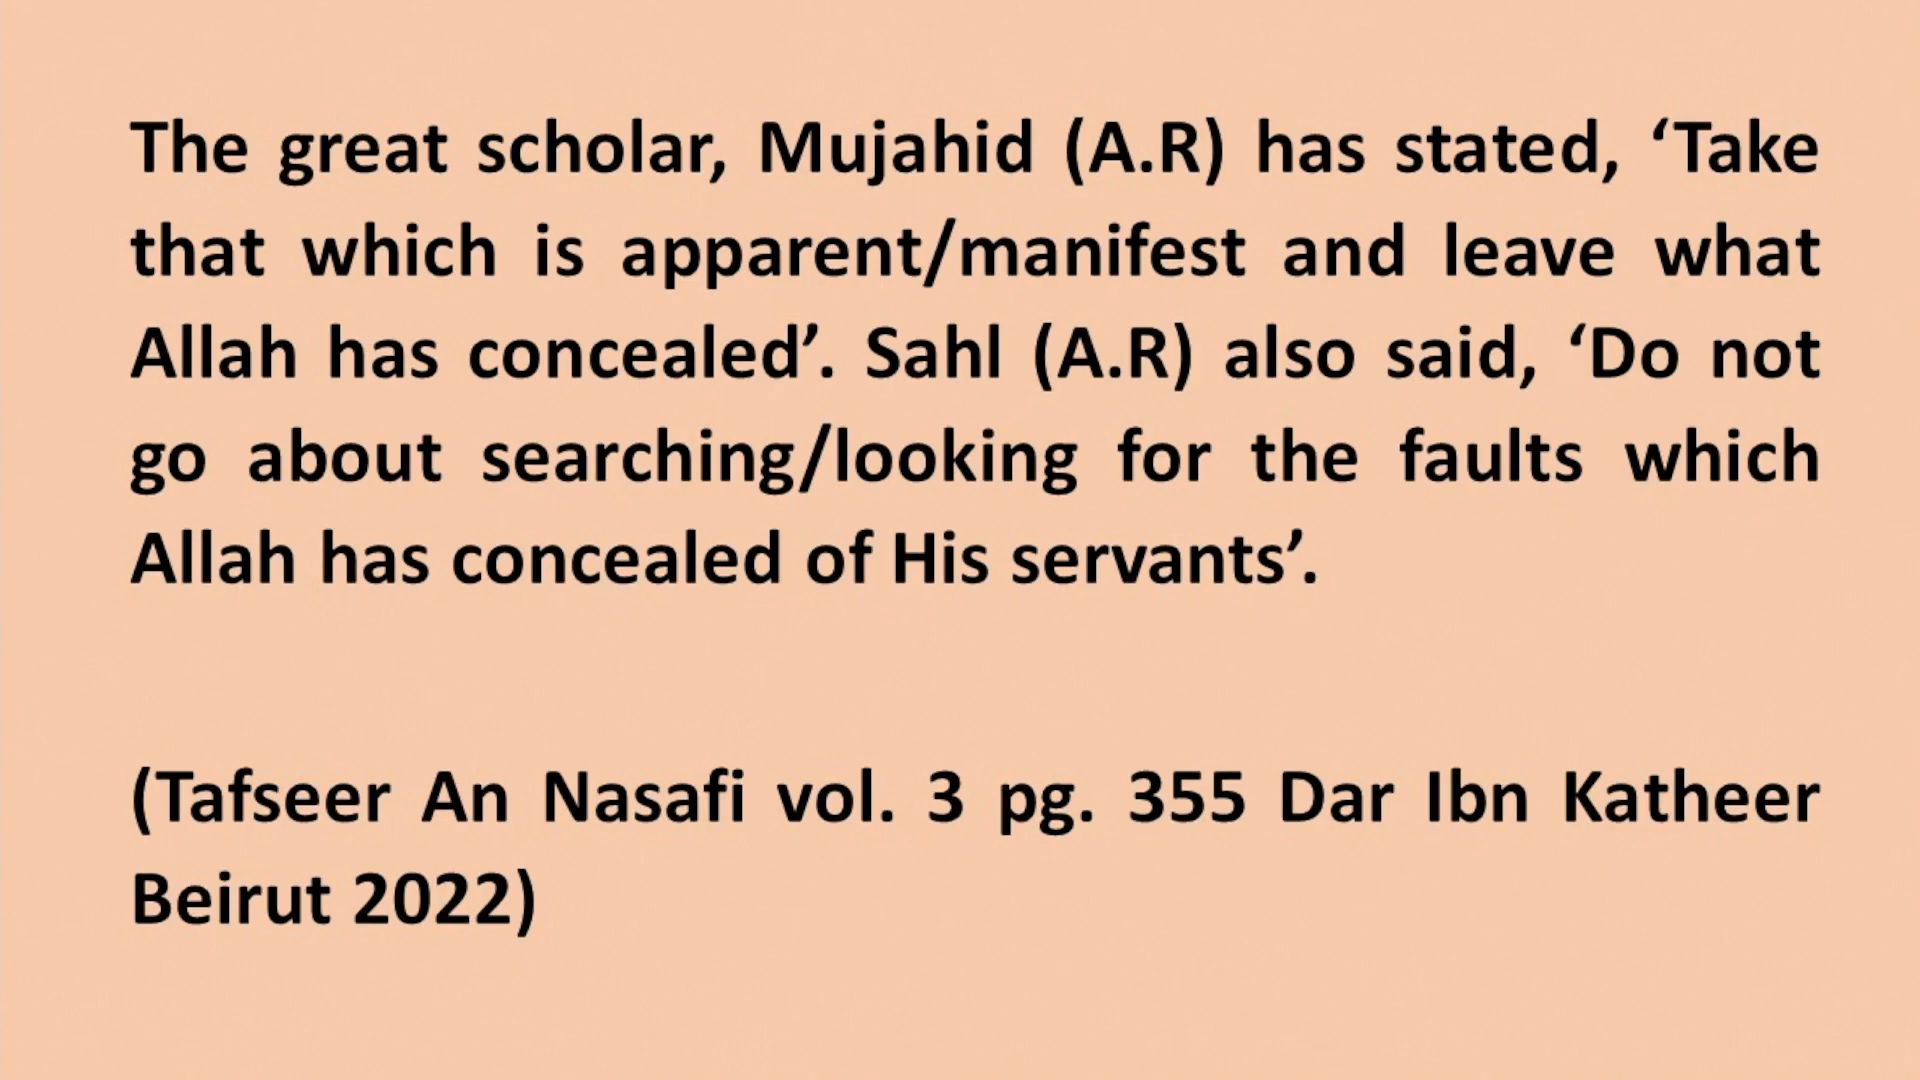 The great scholar, Mujahid (A.R) has stated, ‘Take
that which is apparent/manifest and leave what
Allah has concealed’. Sahl (A.R) also said, ‘Do not
go about searching/looking for the faults which
Allah has concealed of His servants’.
(Tafseer An Nasafi vol. 3 pg. 355 Dar Ibn Katheer
Beirut 2022)